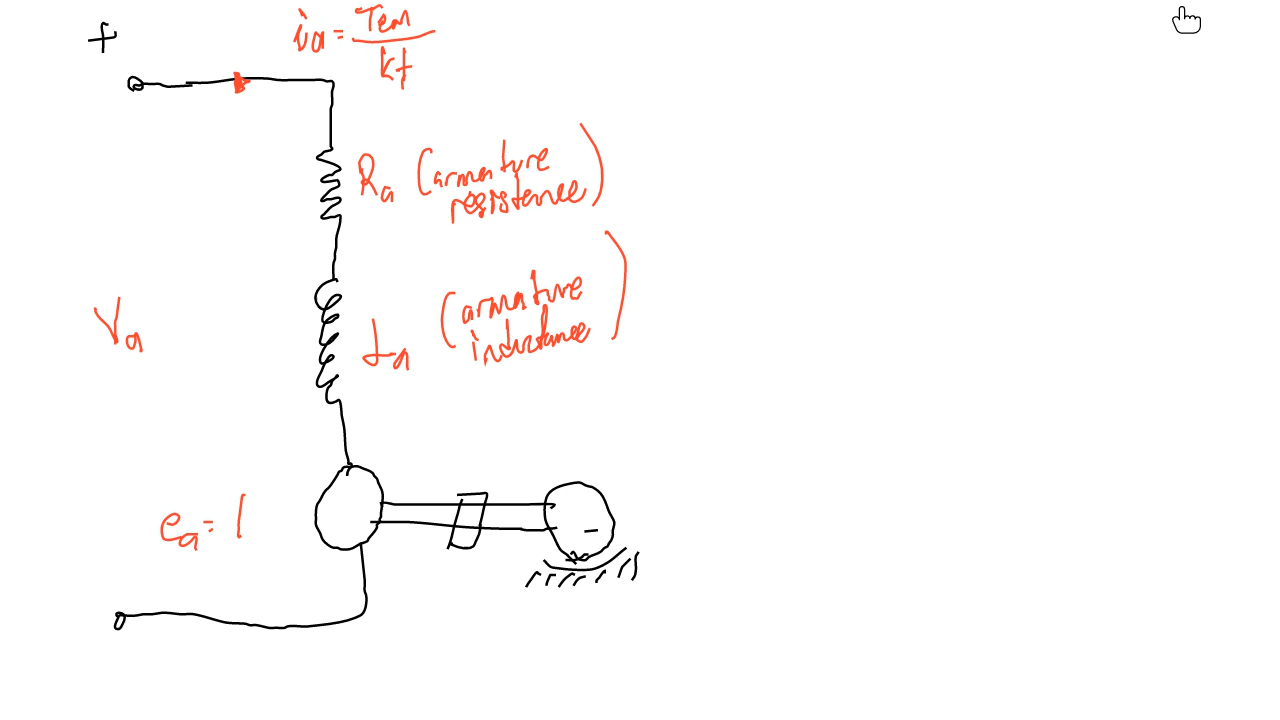 +
ia = Tem / kt
Ra (armature
resistance)
(armature
La inductance)
Va
ea = |
-